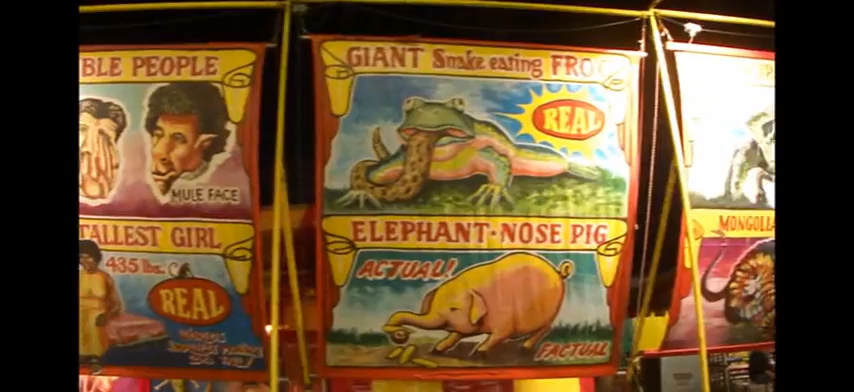 BLE PEOPLE
MULE FACE
TALLEST GIRL
435 lbs.
REAL
GIANT Snake eating FRO
REAL
ELEPHANT-NOSE PIG
ACTUAL!
FACTUAL
MONGOLI